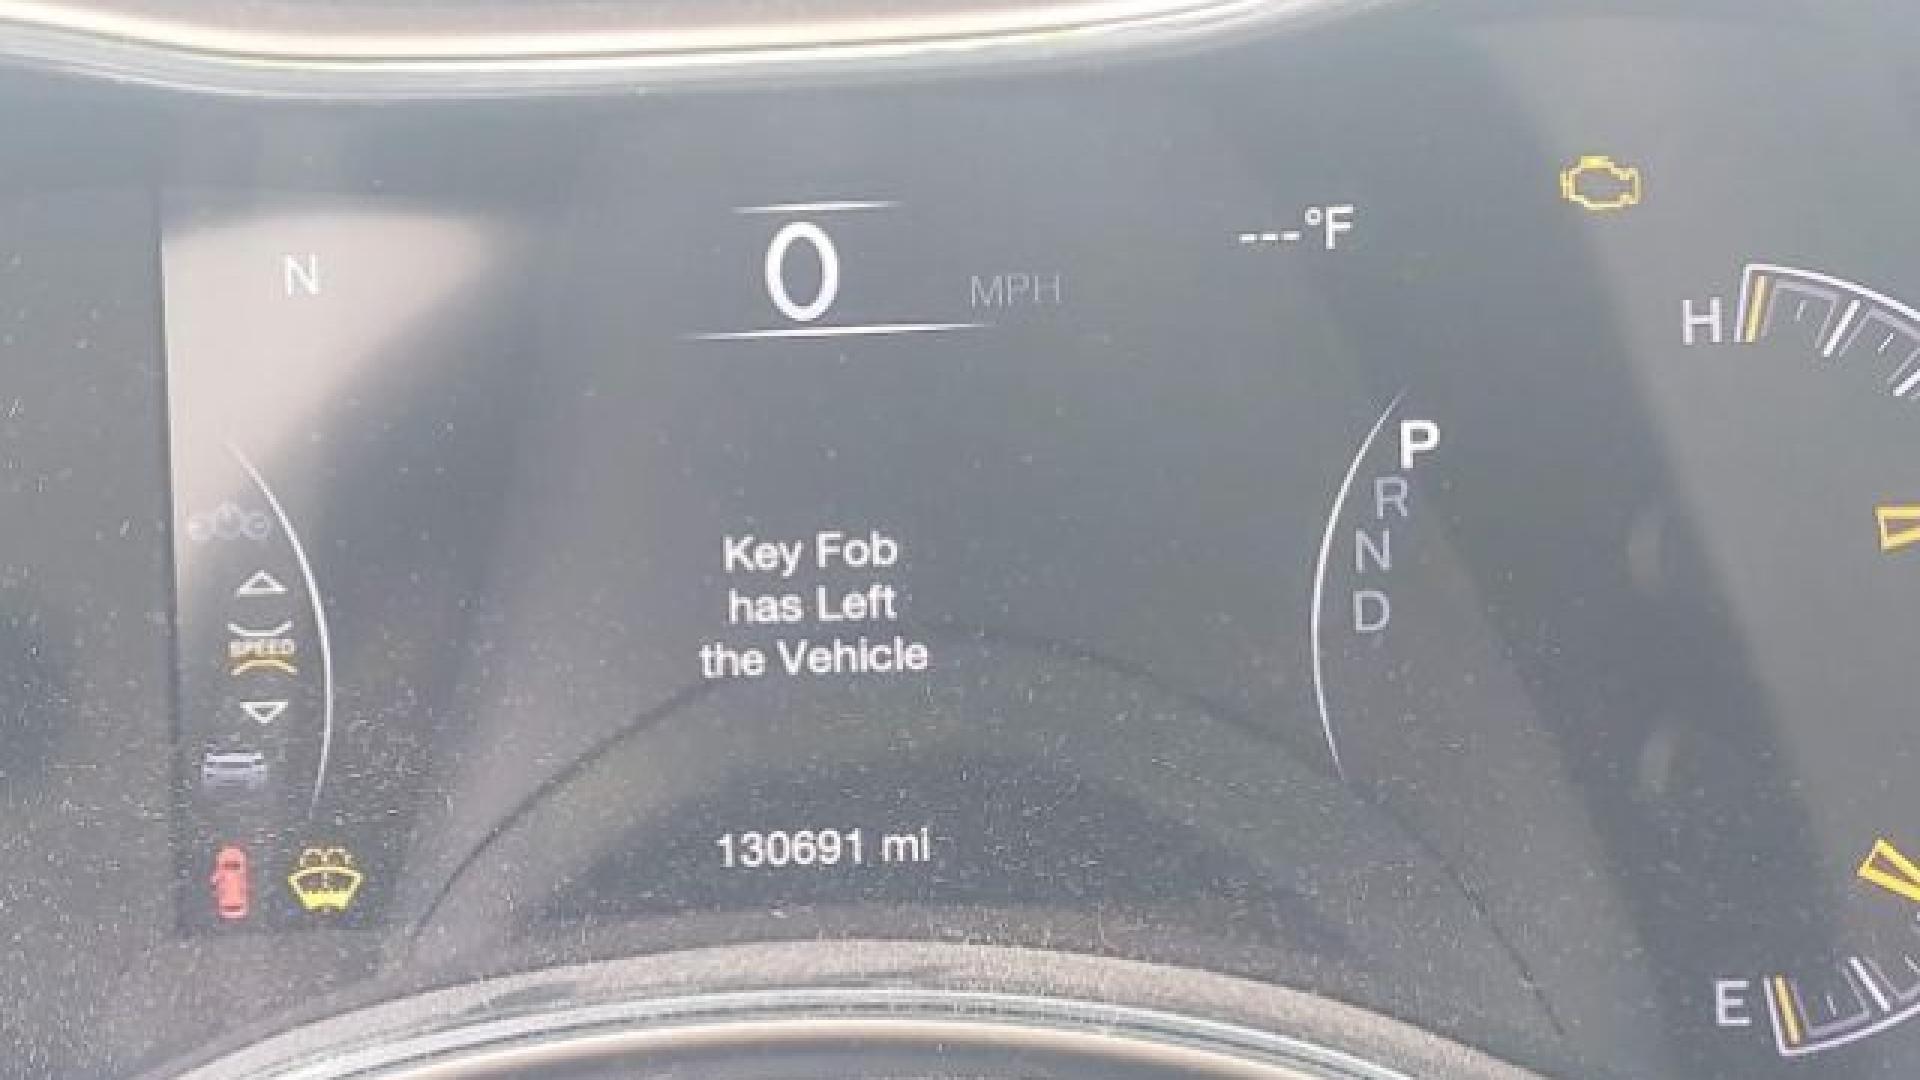 N
0 MPH
---°F
H
P
R
N
D
Key Fob
has Left
the Vehicle
SPEED
130691 mi
E